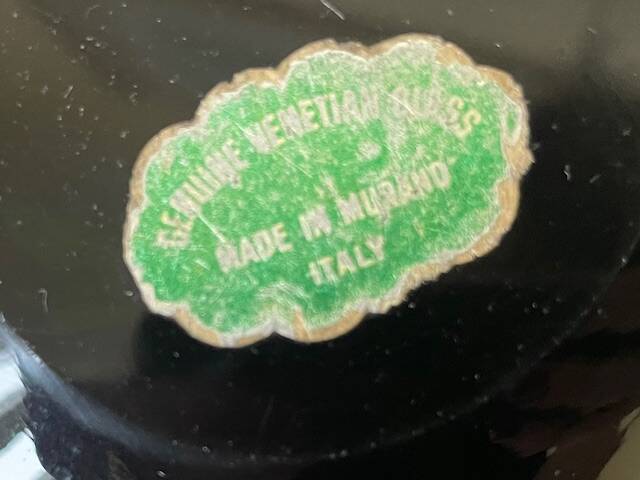 GENUINE VENETIAN GLASS
MADE IN MURANO
ITALY